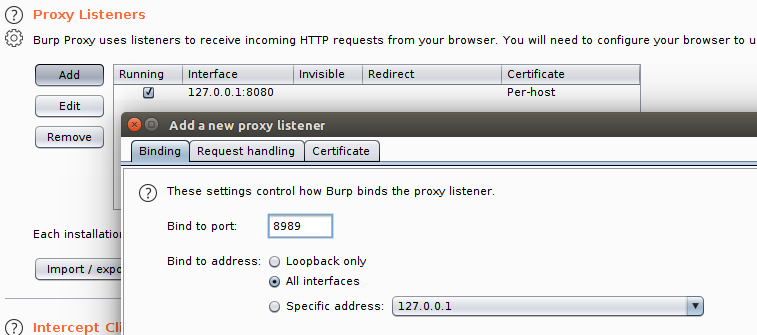 Proxy Listeners
Burp Proxy uses listeners to receive incoming HTTP requests from your browser. You will need to configure your browser to u
Add
Running Interface Invisible Redirect Certificate
127.0.0.1:8080 Per-host
Edit
Remove
Add a new proxy listener
Binding Request handling Certificate
These settings control how Burp binds the proxy listener.
Bind to port: 8989
Each installation
Bind to address: Loopback only
Import / expo
All interfaces
Specific address: 127.0.0.1
Intercept Cli